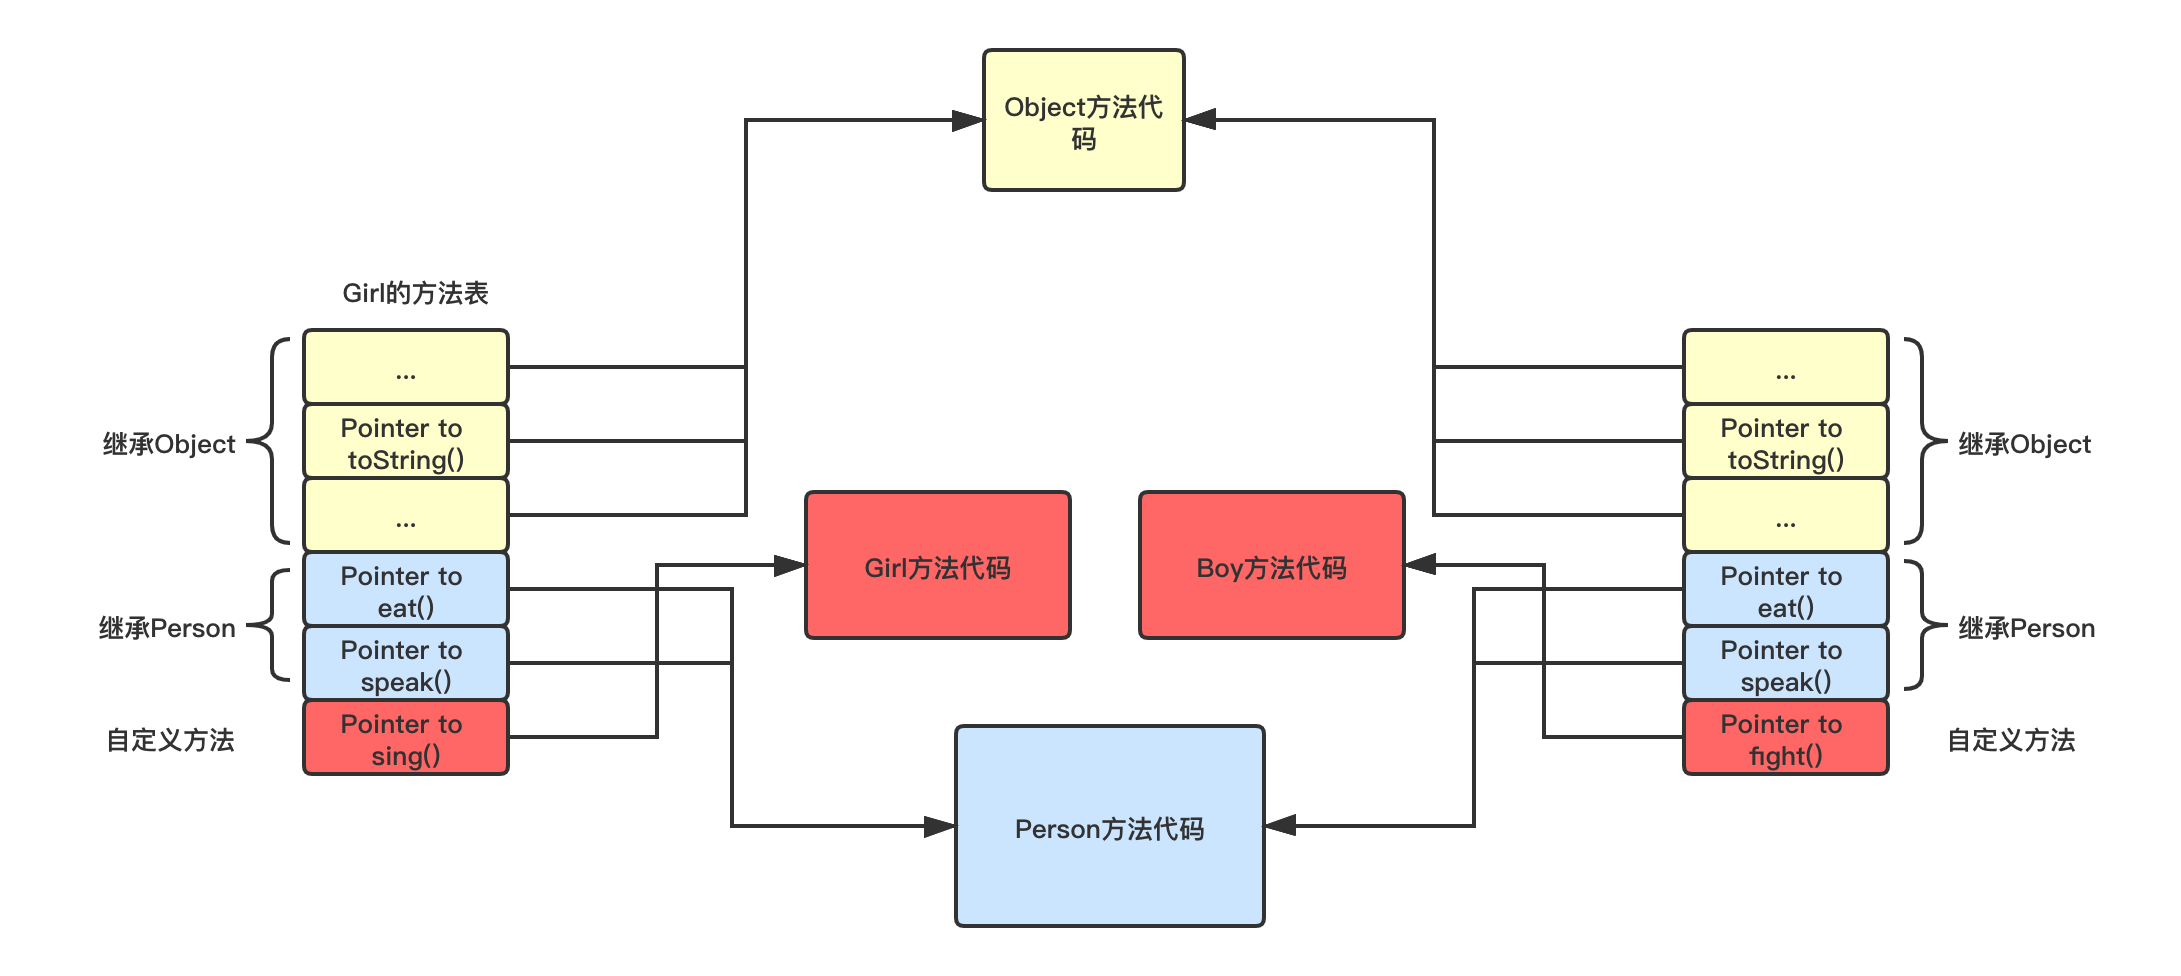 Object方法代
码
Girl的方法表
继承Object
...
Pointer to
toString()
...
继承Person
Pointer to
eat()
Pointer to
speak()
自定义方法
Pointer to
sing()
Girl方法代码
Boy方法代码
Person方法代码
...
Pointer to
toString()
...
继承Object
Pointer to
eat()
Pointer to
speak()
继承Person
Pointer to
fight()
自定义方法